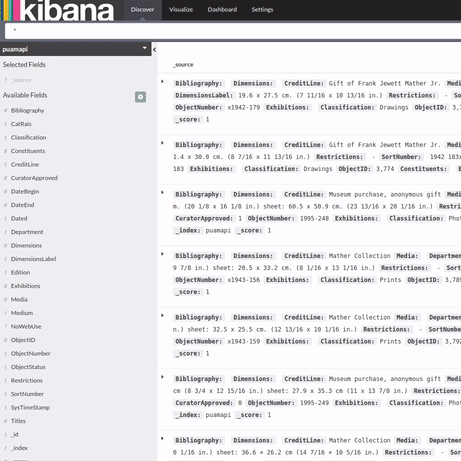 kibana Discover Visualize Dashboard Settings
*
puamapi
Selected Fields
? _source
Available Fields
Bibliography
CatRais
Classification
Constituents
CreditLine
CuratorApproved
DateBegin
DateEnd
Dated
Department
Dimensions
DimensionsLabel
Edition
Exhibitions
Media
Medium
NoWebUse
ObjectID
ObjectNumber
ObjectStatus
Restrictions
SortNumber
SysTimeStamp
Titles
_id
_index
_source
Bibliography: Dimensions: CreditLine: Gift of Frank Jewett Mather Jr. Medi
DimensionsLabel: 19.6 x 27.5 cm. (7 11/16 x 10 13/16 in.) Restrictions: - So
ObjectNumber: x1942-179 Exhibitions: Classification: Drawings ObjectID: 3,
_score: 1
Bibliography: Dimensions: CreditLine: Gift of Frank Jewett Mather Jr. Medi
1.4 x 30.0 cm. (8 7/16 x 11 13/16 in.) Restrictions: - SortNumber: 1942 183x
183 Exhibitions: Classification: Drawings ObjectID: 3,774 Constituents: E
Bibliography: Dimensions: CreditLine: Museum purchase, anonymous gift Medi
m. (20 1/8 x 16 1/8 in.) sheet: 60.5 x 50.9 cm. (23 13/16 x 20 1/16 in.) Restri
CuratorApproved: 1 ObjectNumber: 1995-248 Exhibitions: Classification: Pho
_index: puamapi _score: 1
Bibliography: Dimensions: CreditLine: Mather Collection Media: Departmen
9 7/8 in.) sheet: 20.5 x 33.2 cm. (8 1/16 x 13 1/16 in.) Restrictions: - Sor
ObjectNumber: x1943-156 Exhibitions: Classification: Prints ObjectID: 3,789
_score: 1
Bibliography: Dimensions: CreditLine: Mather Collection Media: Departmen
n.) sheet: 32.5 x 25.5 cm. (12 13/16 x 10 1/16 in.) Restrictions: - SortNumbe
ObjectNumber: x1943-159 Exhibitions: Classification: Prints ObjectID: 3,792
_score: 1
Bibliography: Dimensions: CreditLine: Museum purchase, anonymous gift Medi
cm (8 3/4 x 12 15/16 in.) sheet: 27.9 x 35.3 cm (11 x 13 7/8 in.) Restrictions:
CuratorApproved: 0 ObjectNumber: 1995-249 Exhibitions: Classification: Pho
_index: puamapi _score: 1
Bibliography: Dimensions: CreditLine: Mather Collection Media: Departmen
0 1/16 in.) sheet: 36.6 x 26.2 cm (14 7/16 x 10 5/16 in.) Restrictions: - Sor